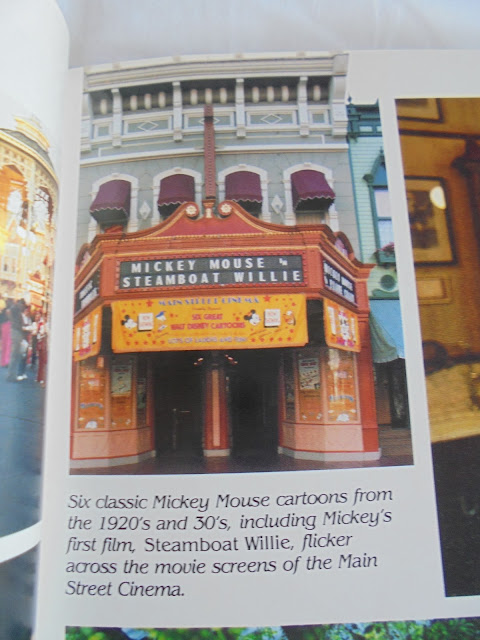 MICKEY MOUSE IN
STEAMBOAT WILLIE
MAIN STREET CINEMA
SIX GREAT
WALT DISNEY CARTOONS
Six classic Mickey Mouse cartoons from
the 1920's and 30's, including Mickey's
first film, Steamboat Willie, flicker
across the movie screens of the Main
Street Cinema.